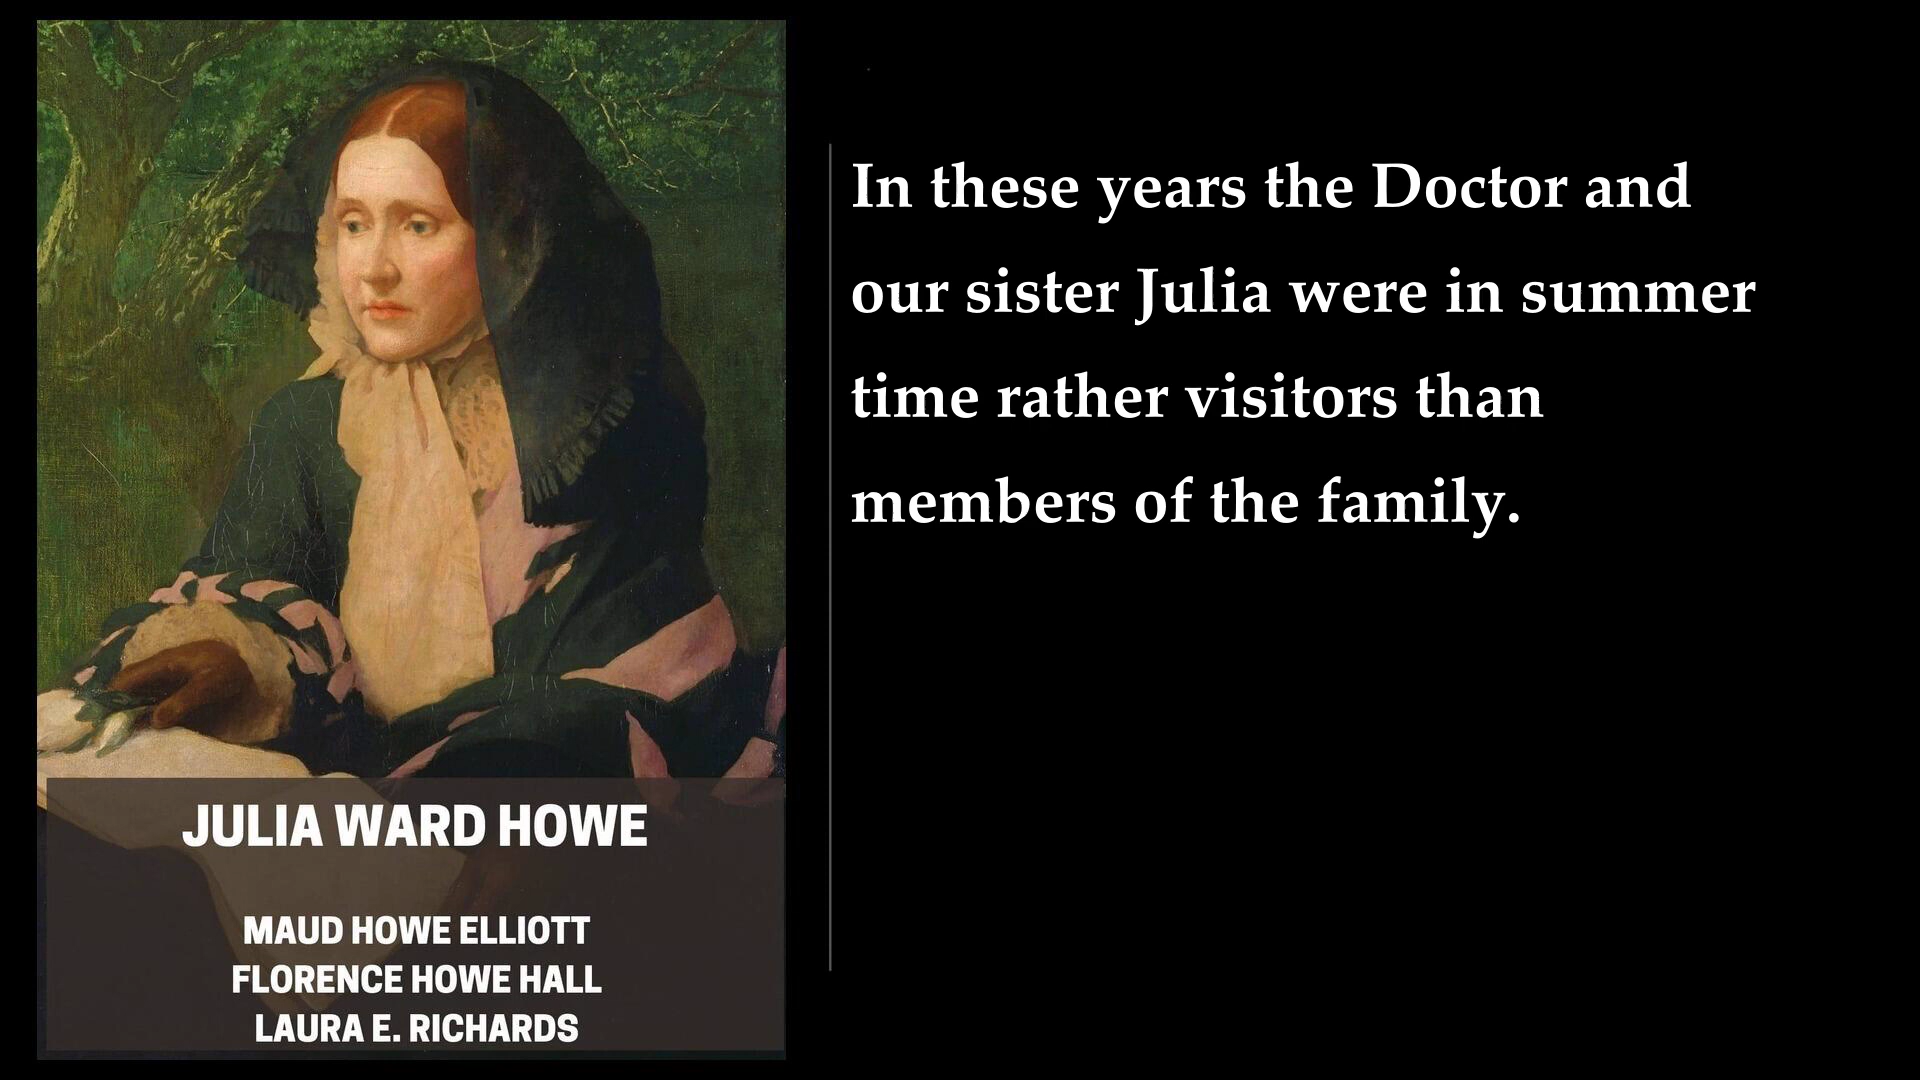 JULIA WARD HOWE
MAUD HOWE ELLIOTT
FLORENCE HOWE HALL
LAURA E. RICHARDS
In these years the Doctor and
our sister Julia were in summer
time rather visitors than
members of the family.